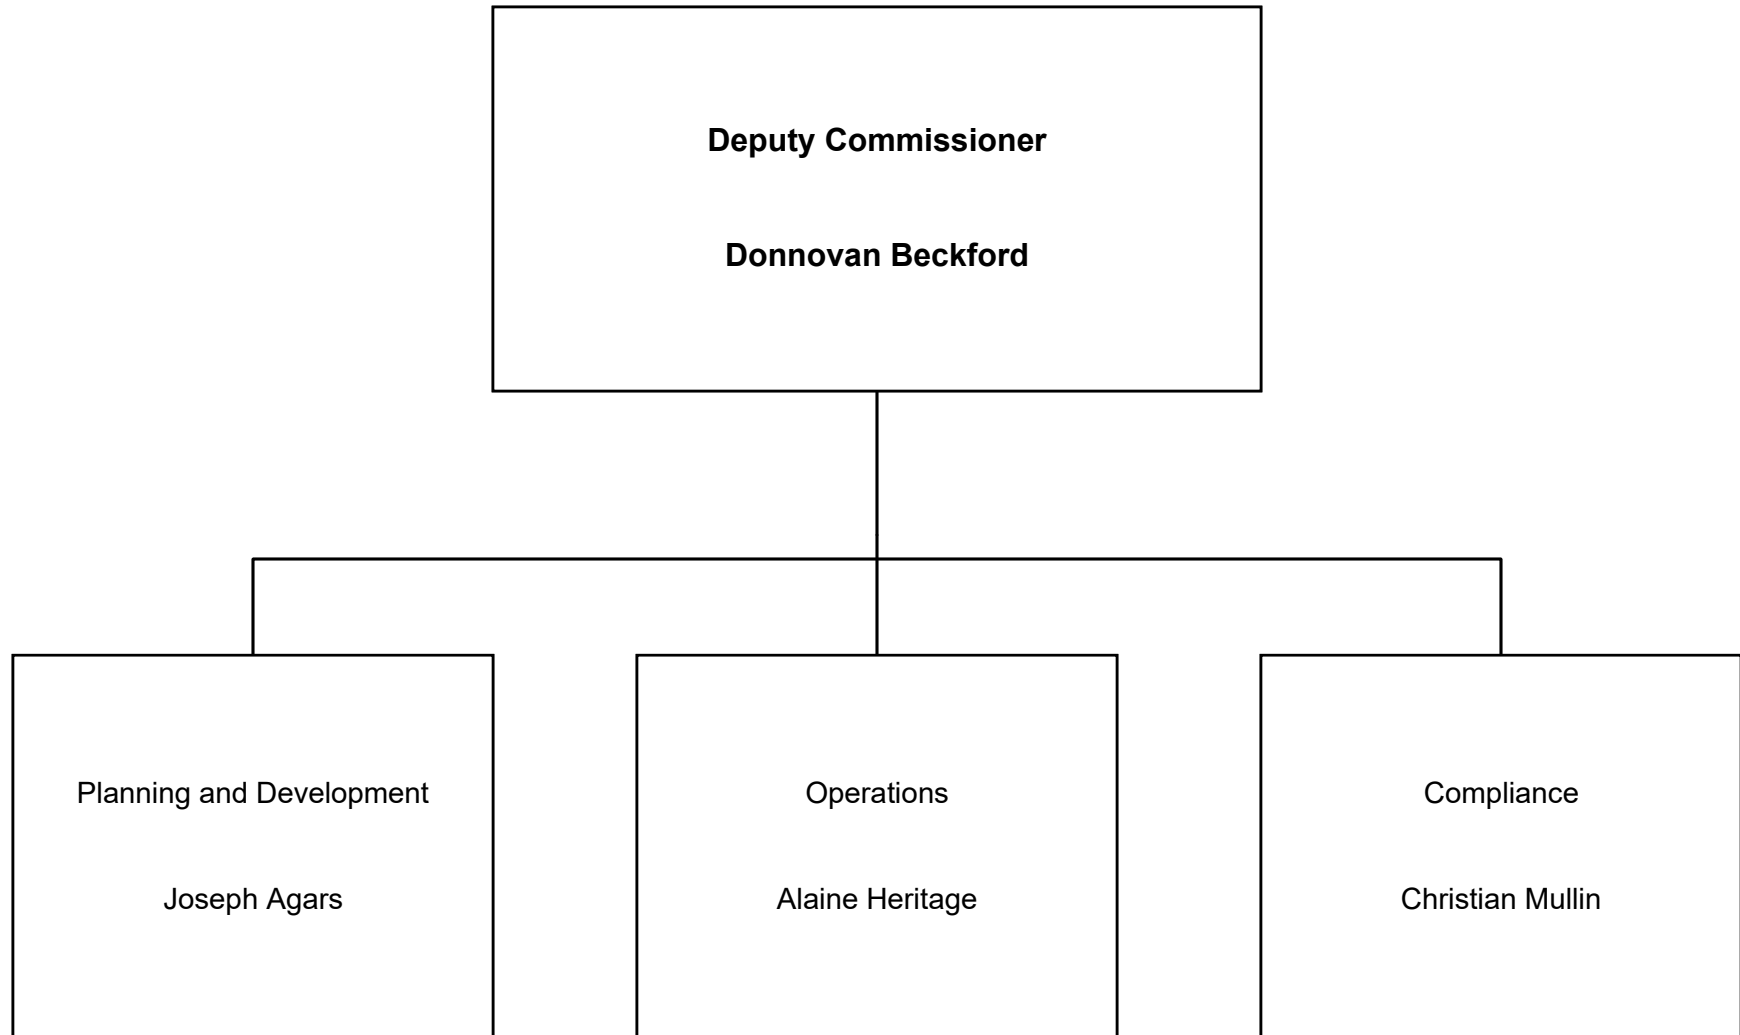 Deputy Commissioner
Donnovan Beckford
Planning and Development
Joseph Agars
Operations
Alaine Heritage
Compliance
Christian Mullin